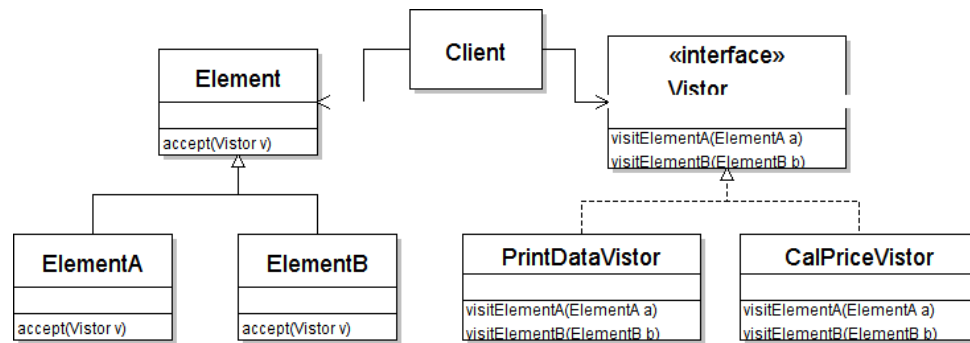 Client
«interface»
Vistor
Element
accept(Vistor v)
visitElementA(ElementA a)
visitElementB(ElementB b)
ElementA
accept(Vistor v)
ElementB
accept(Vistor v)
PrintDataVistor
visitElementA(ElementA a)
visitElementB(ElementB b)
CalPriceVistor
visitElementA(ElementA a)
visitElementB(ElementB b)